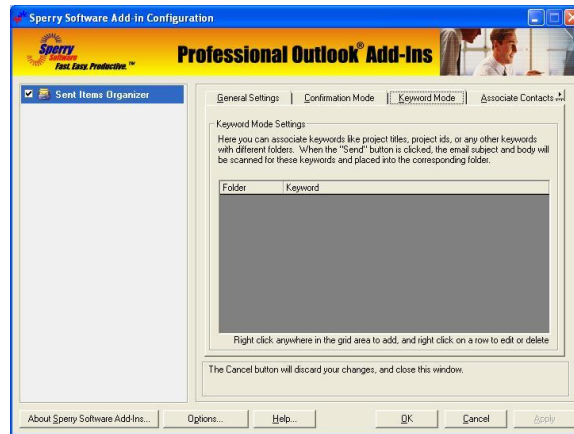 Sperry Software Add-in Configuration
Sperry
Software
Fast. Easy. Productive.™
Professional Outlook® Add-Ins
Sent Items Organizer
General Settings
Confirmation Mode
Keyword Mode
Associate Contacts
Keyword Mode Settings
Here you can associate keywords like project titles, project ids, or any other keywords
with different folders. When the "Send" button is clicked, the email subject and body will
be scanned for these keywords and placed into the corresponding folder.
Folder Keyword
Right click anywhere in the grid area to add, and right click on a row to edit or delete
The Cancel button will discard your changes, and close this window.
About Sperry Software Add-Ins...
Options...
Help...
OK
Cancel
Apply